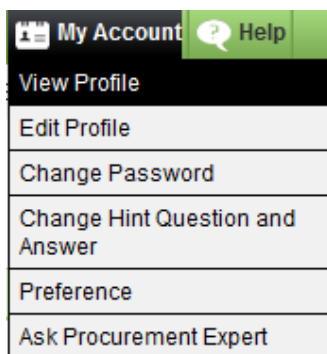 My Account Help
View Profile
Edit Profile
Change Password
Change Hint Question and
Answer
Preference
Ask Procurement Expert